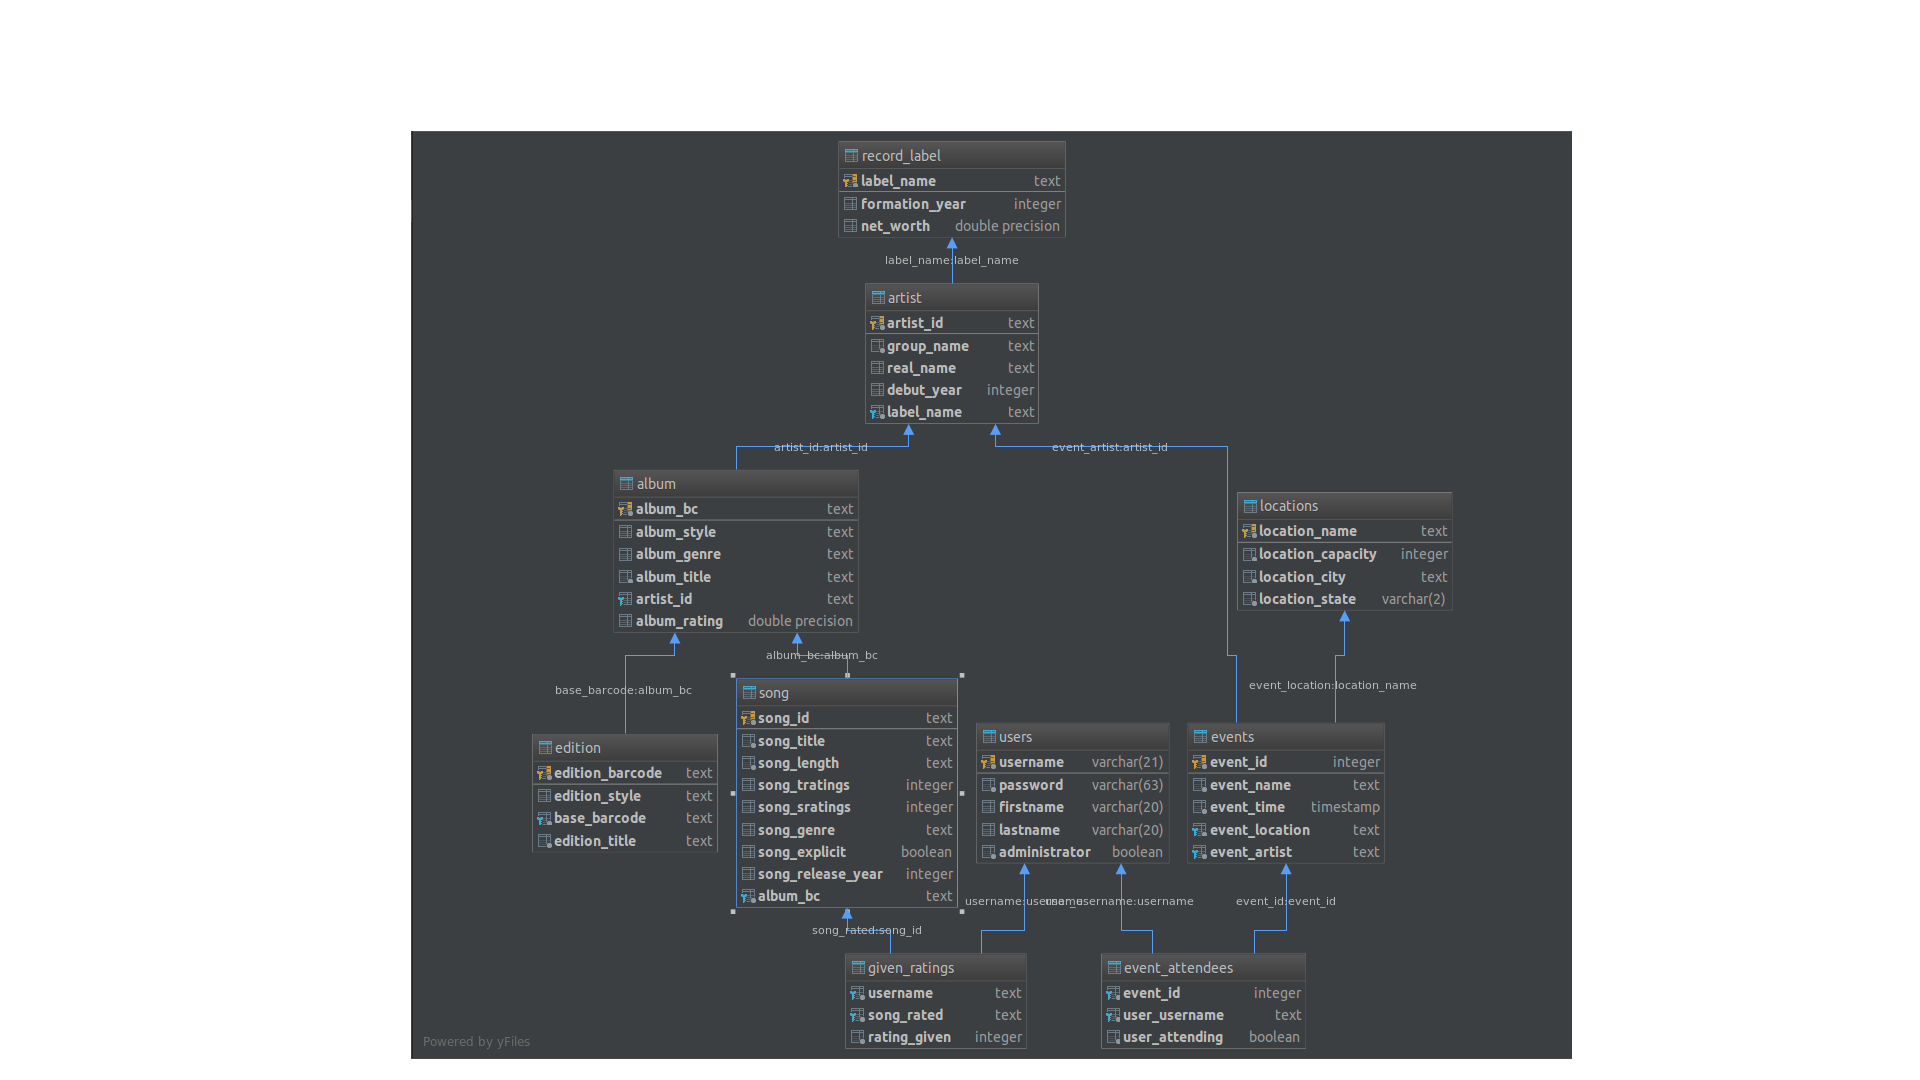 record_label
label_name text
formation_year integer
net_worth double precision
label_name:label_name
artist
artist_id text
group_name text
real_name text
debut_year integer
label_name text
artist_id:artist_id
event_artist:artist_id
album
album_bc text
album_style text
album_genre text
album_title text
artist_id text
album_rating double precision
locations
location_name text
location_capacity integer
location_city text
location_state varchar(2)
album_bc:album_bc
base_barcode:album_bc
event_location:location_name
edition
edition_barcode text
edition_style text
base_barcode text
edition_title text
song
song_id text
song_title text
song_length text
song_tratings integer
song_sratings integer
song_genre text
song_explicit boolean
song_release_year integer
album_bc text
users
username varchar(21)
password varchar(63)
firstname varchar(20)
lastname varchar(20)
administrator boolean
events
event_id integer
event_name text
event_time timestamp
event_location text
event_artist text
username:username
user_username:username
event_id:event_id
song_rated:song_id
given_ratings
username text
song_rated text
rating_given integer
event_attendees
event_id integer
user_username text
user_attending boolean
Powered by yFiles